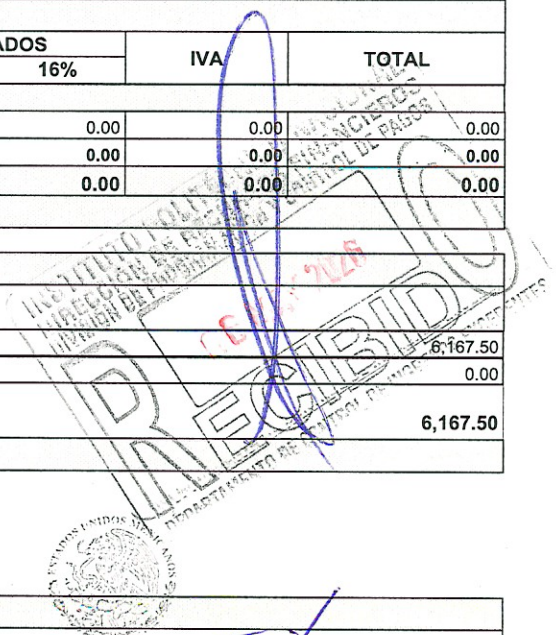 ADOS IVA TOTAL
16%
0.00 0.00 0.00
0.00 0.00 0.00
0.00 0.00 0.00
INSTITUTO POLITÉCNICO NACIONAL
DIRECCIÓN DE RECURSOS FINANCIEROS
DIVISIÓN DE Y CONTROL DE PAGOS
RECIBIDO
6,167.50
0.00
6,167.50
DEPARTAMENTO DE CONTROL DE
ESTADOS UNIDOS MEXICANOS